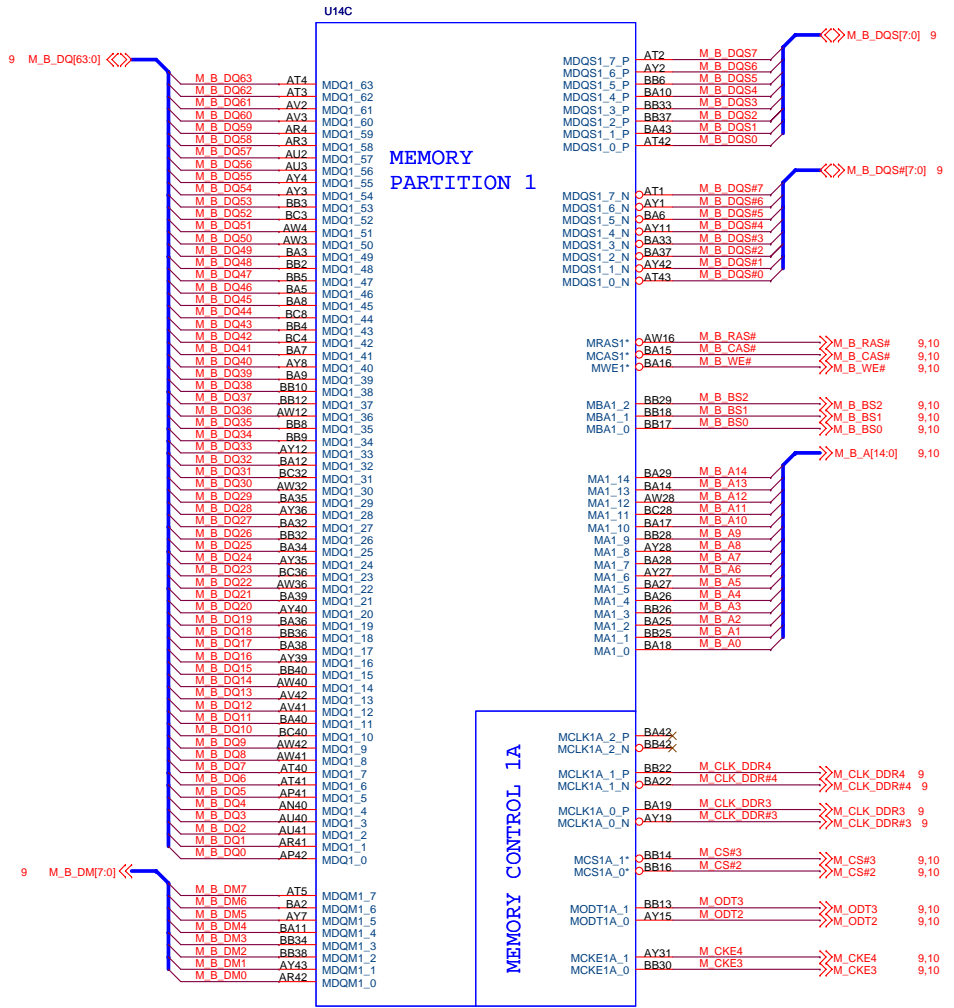 U14C
9 M_B_DQ[63:0]
M_B_DQ63 AT4 MDQ1_63
M_B_DQ62 AT3 MDQ1_62
M_B_DQ61 AV2 MDQ1_61
M_B_DQ60 AV3 MDQ1_60
M_B_DQ59 AR4 MDQ1_59
M_B_DQ58 AR3 MDQ1_58
M_B_DQ57 AU2 MDQ1_57
M_B_DQ56 AU3 MDQ1_56
M_B_DQ55 AY4 MDQ1_55
M_B_DQ54 AY3 MDQ1_54
M_B_DQ53 BB3 MDQ1_53
M_B_DQ52 BC3 MDQ1_52
M_B_DQ51 AW4 MDQ1_51
M_B_DQ50 AW3 MDQ1_50
M_B_DQ49 BA3 MDQ1_49
M_B_DQ48 BB2 MDQ1_48
M_B_DQ47 BB5 MDQ1_47
M_B_DQ46 BA5 MDQ1_46
M_B_DQ45 BA8 MDQ1_45
M_B_DQ44 BC8 MDQ1_44
M_B_DQ43 BB4 MDQ1_43
M_B_DQ42 BC4 MDQ1_42
M_B_DQ41 BA7 MDQ1_41
M_B_DQ40 AY8 MDQ1_40
M_B_DQ39 BA9 MDQ1_39
M_B_DQ38 BB10 MDQ1_38
M_B_DQ37 BB12 MDQ1_37
M_B_DQ36 AW12 MDQ1_36
M_B_DQ35 BB8 MDQ1_35
M_B_DQ34 BB9 MDQ1_34
M_B_DQ33 AY12 MDQ1_33
M_B_DQ32 BA12 MDQ1_32
M_B_DQ31 BC32 MDQ1_31
M_B_DQ30 AW32 MDQ1_30
M_B_DQ29 BA35 MDQ1_29
M_B_DQ28 AY36 MDQ1_28
M_B_DQ27 BA32 MDQ1_27
M_B_DQ26 BB32 MDQ1_26
M_B_DQ25 BA34 MDQ1_25
M_B_DQ24 AY35 MDQ1_24
M_B_DQ23 BC36 MDQ1_23
M_B_DQ22 AW36 MDQ1_22
M_B_DQ21 BA39 MDQ1_21
M_B_DQ20 AY40 MDQ1_20
M_B_DQ19 BA36 MDQ1_19
M_B_DQ18 BB36 MDQ1_18
M_B_DQ17 BA38 MDQ1_17
M_B_DQ16 AY39 MDQ1_16
M_B_DQ15 BB40 MDQ1_15
M_B_DQ14 AW40 MDQ1_14
M_B_DQ13 AV42 MDQ1_13
M_B_DQ12 AV41 MDQ1_12
M_B_DQ11 BA40 MDQ1_11
M_B_DQ10 BC40 MDQ1_10
M_B_DQ9 AW42 MDQ1_9
M_B_DQ8 AW41 MDQ1_8
M_B_DQ7 AT40 MDQ1_7
M_B_DQ6 AT41 MDQ1_6
M_B_DQ5 AP41 MDQ1_5
M_B_DQ4 AN40 MDQ1_4
M_B_DQ3 AU40 MDQ1_3
M_B_DQ2 AU41 MDQ1_2
M_B_DQ1 AR41 MDQ1_1
M_B_DQ0 AP42 MDQ1_0
9 M_B_DM[7:0]
M_B_DM7 AT5 MDQM1_7
M_B_DM6 BA2 MDQM1_6
M_B_DM5 AY7 MDQM1_5
M_B_DM4 BA11 MDQM1_4
M_B_DM3 BB34 MDQM1_3
M_B_DM2 BB38 MDQM1_2
M_B_DM1 AY43 MDQM1_1
M_B_DM0 AR42 MDQM1_0
MEMORY
PARTITION 1
M_B_DQS[7:0] 9
MDQS1_7_P AT2 M_B_DQS7
MDQS1_6_P AY2 M_B_DQS6
MDQS1_5_P BB6 M_B_DQS5
MDQS1_4_P BA10 M_B_DQS4
MDQS1_3_P BB33 M_B_DQS3
MDQS1_2_P BB37 M_B_DQS2
MDQS1_1_P BA43 M_B_DQS1
MDQS1_0_P AT42 M_B_DQS0
M_B_DQS#[7:0] 9
MDQS1_7_N AT1 M_B_DQS#7
MDQS1_6_N AY1 M_B_DQS#6
MDQS1_5_N BA6 M_B_DQS#5
MDQS1_4_N AY11 M_B_DQS#4
MDQS1_3_N BA33 M_B_DQS#3
MDQS1_2_N BA37 M_B_DQS#2
MDQS1_1_N AY42 M_B_DQS#1
MDQS1_0_N AT43 M_B_DQS#0
MRAS1* AW16 M_B_RAS# M_B_RAS# 9,10
MCAS1* BA15 M_B_CAS# M_B_CAS# 9,10
MWE1* BA16 M_B_WE# M_B_WE# 9,10
MBA1_2 BB29 M_B_BS2 M_B_BS2 9,10
MBA1_1 BB18 M_B_BS1 M_B_BS1 9,10
MBA1_0 BB17 M_B_BS0 M_B_BS0 9,10
M_B_A[14:0] 9,10
MA1_14 BA29 M_B_A14
MA1_13 BA14 M_B_A13
MA1_12 AW28 M_B_A12
MA1_11 BC28 M_B_A11
MA1_10 BA17 M_B_A10
MA1_9 BB28 M_B_A9
MA1_8 AY28 M_B_A8
MA1_7 BA28 M_B_A7
MA1_6 AY27 M_B_A6
MA1_5 BA27 M_B_A5
MA1_4 BA26 M_B_A4
MA1_3 BB26 M_B_A3
MA1_2 BA25 M_B_A2
MA1_1 BB25 M_B_A1
MA1_0 BA18 M_B_A0
MEMORY CONTROL 1A
MCLK1A_2_P BA42
MCLK1A_2_N BB42
MCLK1A_1_P BB22 M_CLK_DDR4 M_CLK_DDR4 9
MCLK1A_1_N BA22 M_CLK_DDR#4 M_CLK_DDR#4 9
MCLK1A_0_P BA19 M_CLK_DDR3 M_CLK_DDR3 9
MCLK1A_0_N AY19 M_CLK_DDR#3 M_CLK_DDR#3 9
MCS1A_1* BB14 M_CS#3 M_CS#3 9,10
MCS1A_0* BB16 M_CS#2 M_CS#2 9,10
MODT1A_1 BB13 M_ODT3 M_ODT3 9,10
MODT1A_0 AY15 M_ODT2 M_ODT2 9,10
MCKE1A_1 AY31 M_CKE4 M_CKE4 9,10
MCKE1A_0 BB30 M_CKE3 M_CKE3 9,10